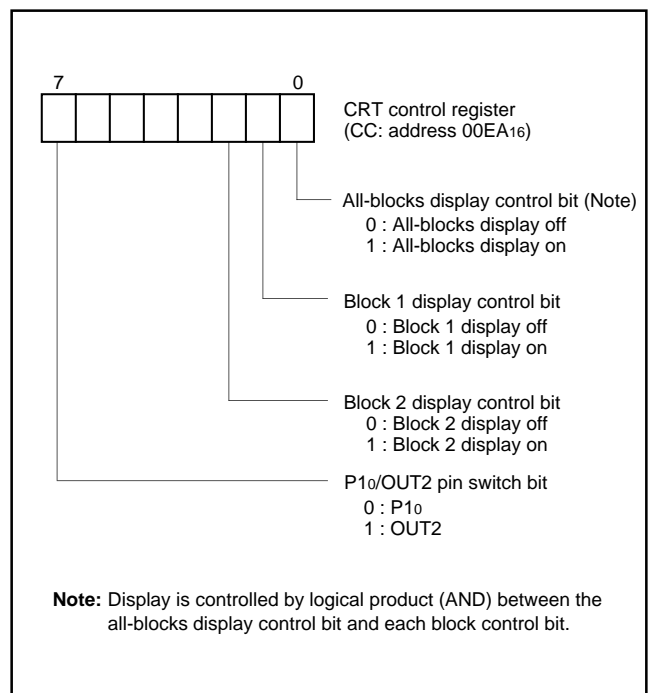 7 0
CRT control register
(CC: address 00EA16)
All-blocks display control bit (Note)
0 : All-blocks display off
1 : All-blocks display on
Block 1 display control bit
0 : Block 1 display off
1 : Block 1 display on
Block 2 display control bit
0 : Block 2 display off
1 : Block 2 display on
P10/OUT2 pin switch bit
0 : P10
1 : OUT2
Note: Display is controlled by logical product (AND) between the
all-blocks display control bit and each block control bit.